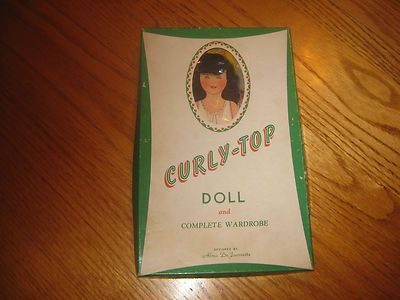 CURLY-TOP
DOLL
and
COMPLETE WARDROBE
DESIGNED BY